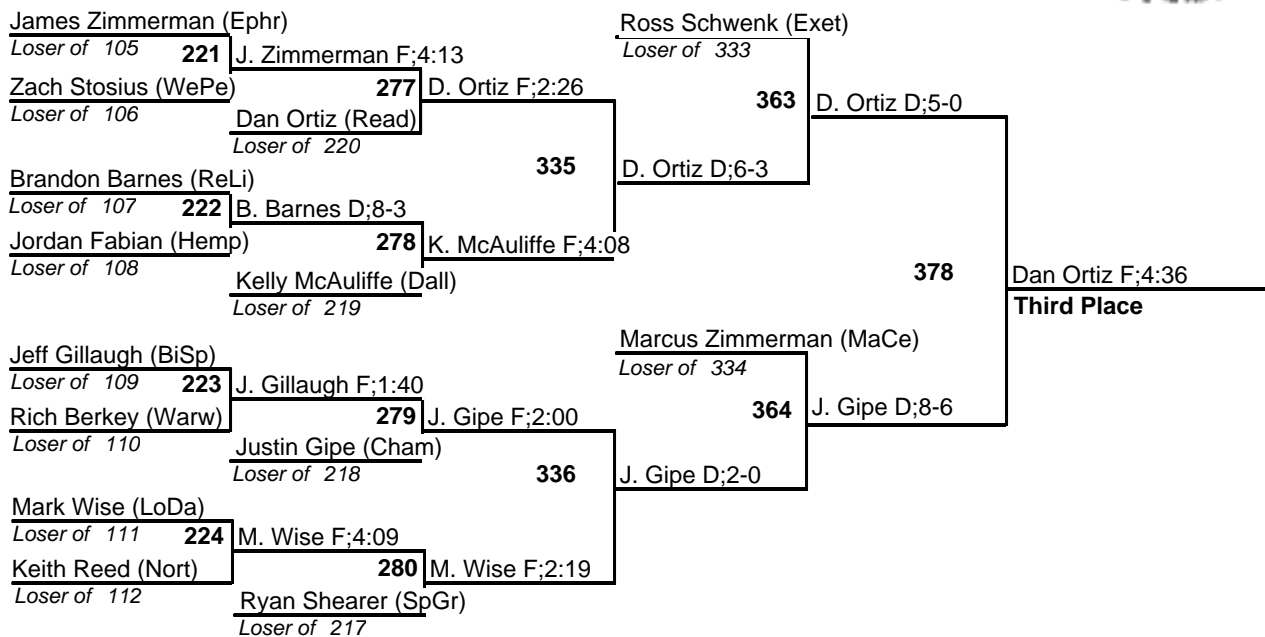 James Zimmerman (Ephr)
Loser of 105
221
J. Zimmerman F;4:13
Zach Stosius (WePe)
Loser of 106
277
D. Ortiz F;2:26
Dan Ortiz (Read)
Loser of 220
335
Brandon Barnes (ReLi)
Loser of 107
222
B. Barnes D;8-3
Jordan Fabian (Hemp)
Loser of 108
278
K. McAuliffe F;4:08
Kelly McAuliffe (Dall)
Loser of 219
Ross Schwenk (Exet)
Loser of 333
363
D. Ortiz D;5-0
D. Ortiz D;6-3
378
Dan Ortiz F;4:36
Third Place
Jeff Gillaugh (BiSp)
Loser of 109
223
J. Gillaugh F;1:40
Rich Berkey (Warw)
Loser of 110
279
J. Gipe F;2:00
Justin Gipe (Cham)
Loser of 218
336
Mark Wise (LoDa)
Loser of 111
224
M. Wise F;4:09
Keith Reed (Nort)
Loser of 112
280
M. Wise F;2:19
Ryan Shearer (SpGr)
Loser of 217
Marcus Zimmerman (MaCe)
Loser of 334
364
J. Gipe D;8-6
J. Gipe D;2-0